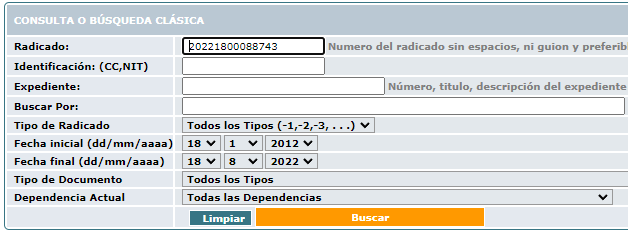 CONSULTA O BÚSQUEDA CLÁSICA
Radicado: 20221800088743 Numero del radicado sin espacios, ni guion y preferib
Identificación: (CC,NIT)
Expediente: Número, titulo, descripción del expediente
Buscar Por:
Tipo de Radicado Todos los Tipos (-1,-2,-3, . . .)
Fecha inicial (dd/mm/aaaa) 18 1 2012
Fecha final (dd/mm/aaaa) 18 8 2022
Tipo de Documento Todos los Tipos
Dependencia Actual Todas las Dependencias
Limpiar Buscar